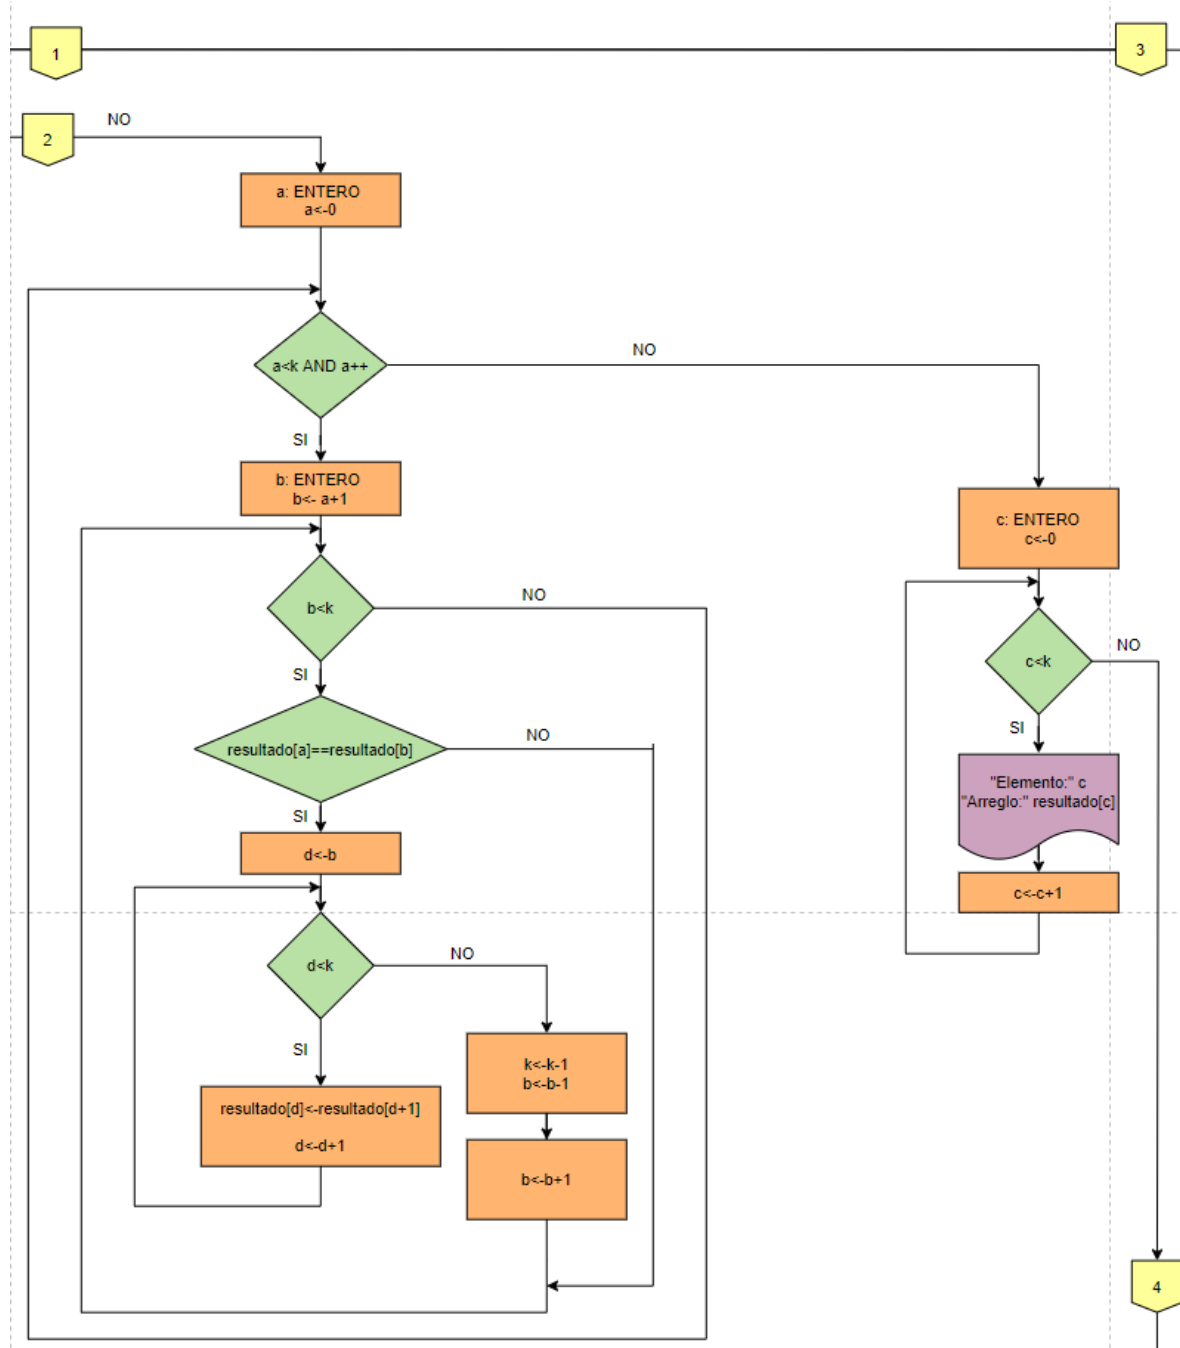 1
3
2
NO
a: ENTERO
a<-0
a<k AND a++
NO
SI
b: ENTERO
b<- a+1
c: ENTERO
c<-0
b<k
NO
SI
c<k
NO
SI
resultado[a]==resultado[b]
NO
"Elemento:" c
"Arreglo:" resultado[c]
SI
d<-b
c<-c+1
d<k
NO
SI
k<-k-1
b<-b-1
resultado[d]<-resultado[d+1]
d<-d+1
b<-b+1
4